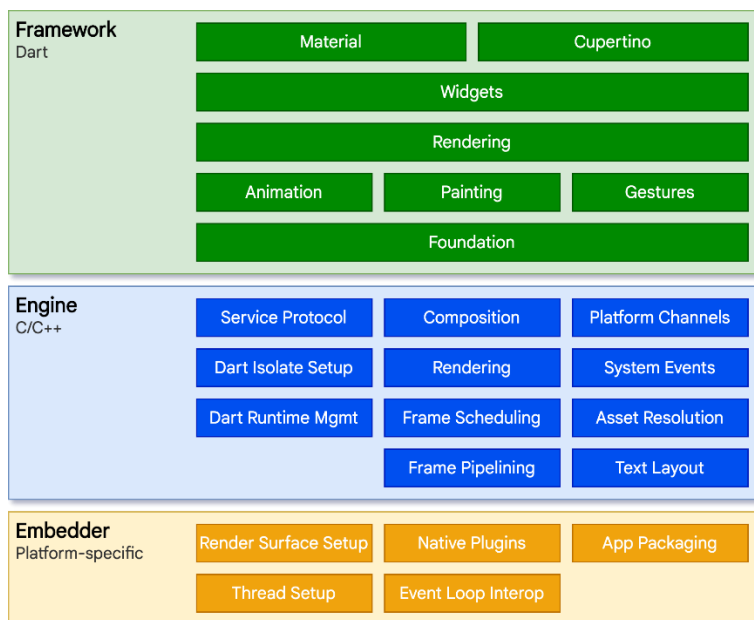 Framework
Dart
Material
Cupertino
Widgets
Rendering
Animation
Painting
Gestures
Foundation
Engine
C/C++
Service Protocol
Composition
Platform Channels
Dart Isolate Setup
Rendering
System Events
Dart Runtime Mgmt
Frame Scheduling
Asset Resolution
Frame Pipelining
Text Layout
Embedder
Platform-specific
Render Surface Setup
Native Plugins
App Packaging
Thread Setup
Event Loop Interop